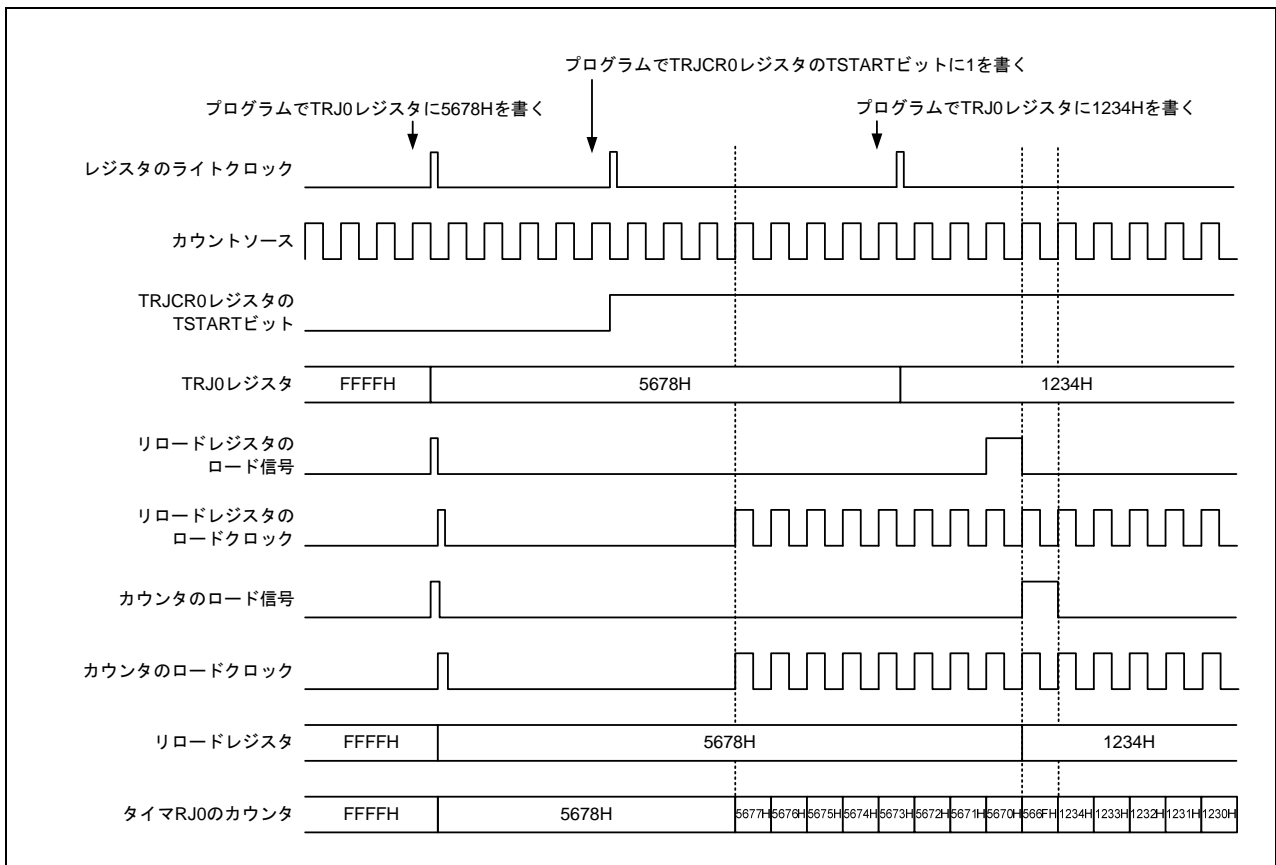 プログラムでTRJCR0レジスタのTSTARTビットに1を書く
プログラムでTRJ0レジスタに5678Hを書く
プログラムでTRJ0レジスタに1234Hを書く
レジスタのライトクロック
カウントソース
TRJCR0レジスタの
TSTARTビット
TRJ0レジスタ
FFFFH
5678H
1234H
リロードレジスタの
ロード信号
リロードレジスタの
ロードクロック
カウンタのロード信号
カウンタのロードクロック
リロードレジスタ
FFFFH
5678H
1234H
タイマRJ0のカウンタ
FFFFH
5678H
5677H
5676H
5675H
5674H
5673H
5672H
5671H
5670H
566FH
1234H
1233H
1232H
1231H
1230H